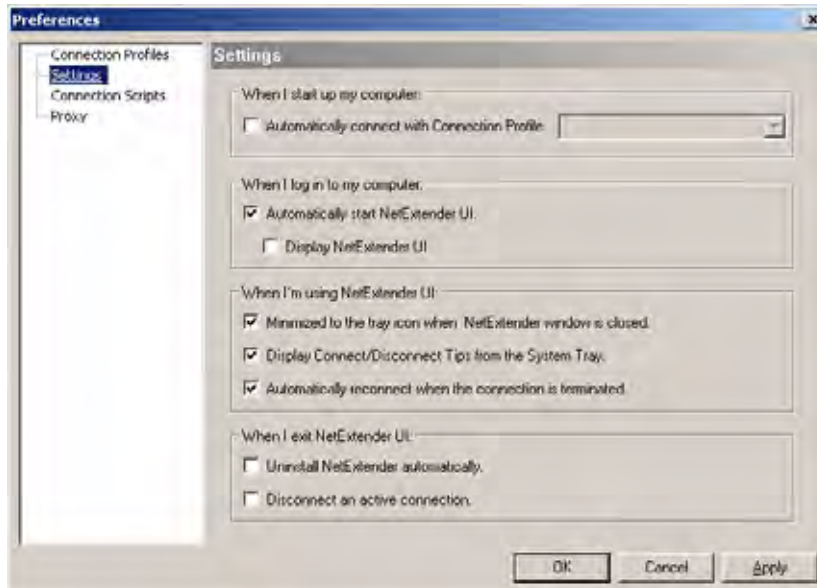 Preferences
Connection Profiles
Settings
Connection Scripts
Proxy
Settings
When I start up my computer:
Automatically connect with Connection Profile
When I log in to my computer:
Automatically start NetExtender UI.
Display NetExtender UI
When I'm using NetExtender UI:
Minimized to the tray icon when NetExtender window is closed.
Display Connect/Disconnect Tips from the System Tray.
Automatically reconnect when the connection is terminated.
When I exit NetExtender UI:
Uninstall NetExtender automatically.
Disconnect an active connection.
OK Cancel Apply